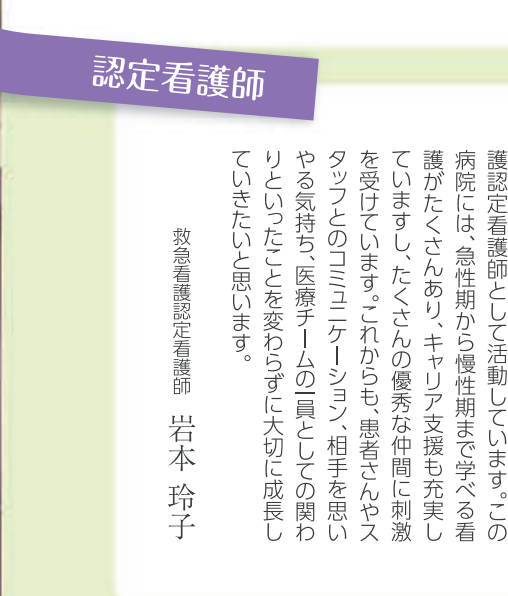 認定看護師
護認定看護師として活動しています。この
病院には、急性期から慢性期まで学べる看
護がたくさんあり、キャリア支援も充実し
ていますし、たくさんの優秀な仲間に刺激
を受けています。これからも、患者さんやス
タッフとのコミュニケーション、相手を思い
やる気持ち、医療チームの一員としての関わ
りといったことを変わらずに大切に成長し
ていきたいと思います。
救急看護認定看護師 岩本 玲子